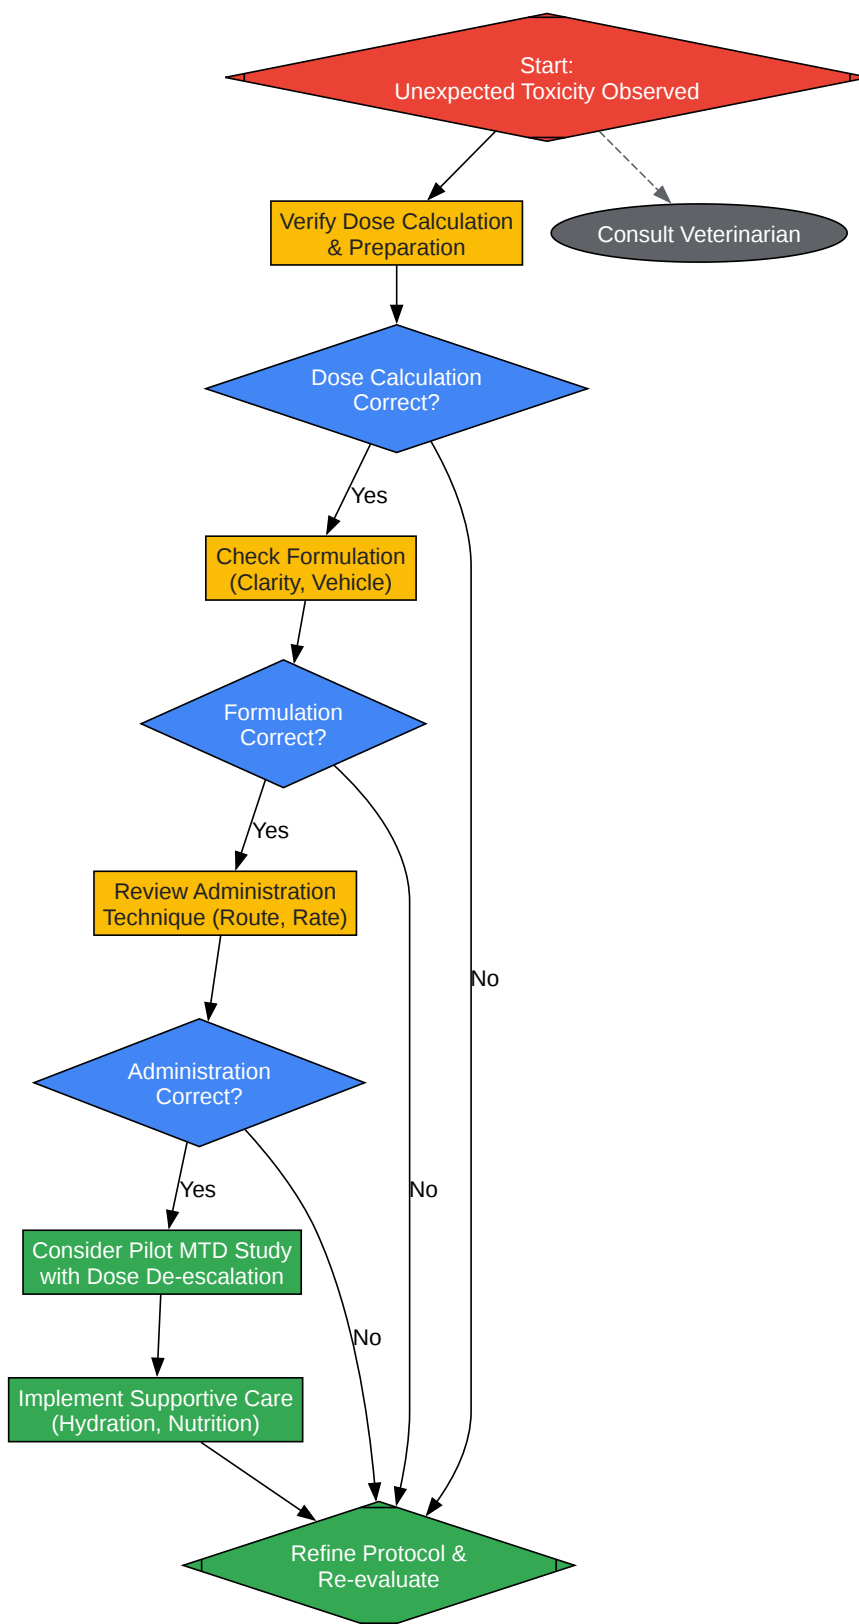 Start:
Unexpected Toxicity Observed
Verify Dose Calculation
& Preparation
Consult Veterinarian
Dose Calculation
Correct?
Yes
Check Formulation
(Clarity, Vehicle)
Formulation
Correct?
Yes
Review Administration
Technique (Route, Rate)
No
Administration
Correct?
Yes
No
Consider Pilot MTD Study
with Dose De-escalation
No
Implement Supportive Care
(Hydration, Nutrition)
Refine Protocol &
Re-evaluate